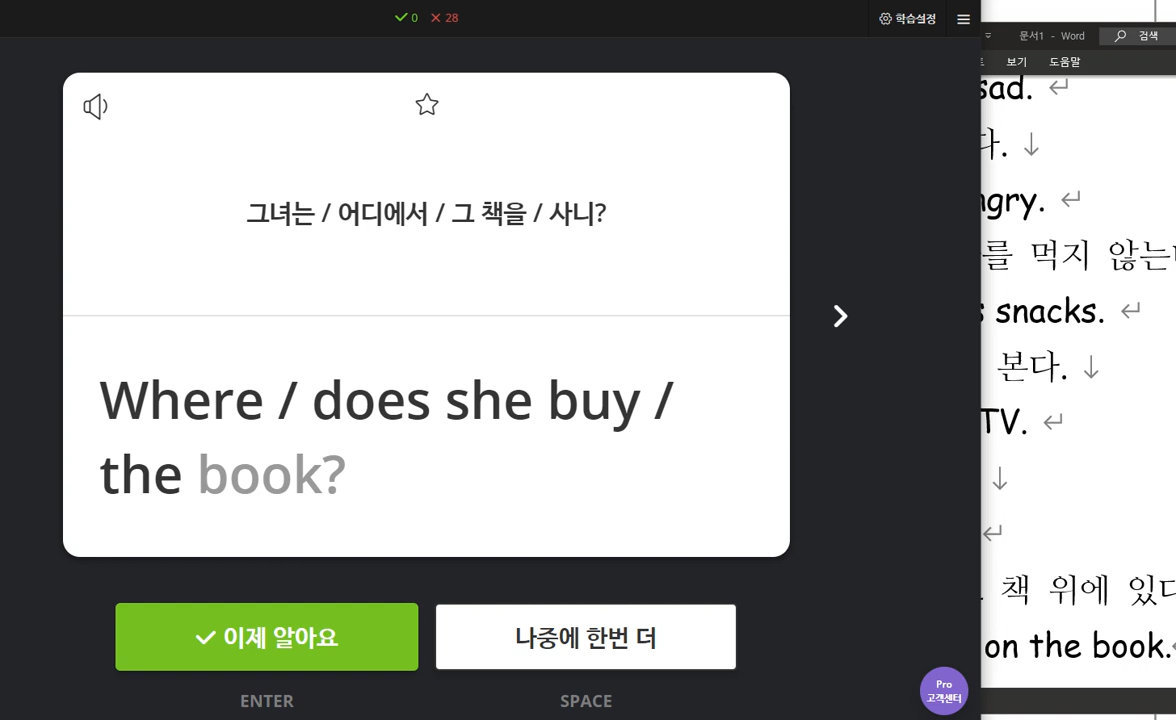 0 28
학습설정
그녀는 / 어디에서 / 그 책을 / 사니?
Where / does she buy /
the book?
이제 알아요
나중에 한번 더
ENTER
SPACE
Pro
고객센터
문서1 - Word
검색
보기 도움말
sad.
다.
ngry.
를 먹지 않는
snacks.
본다.
TV.
책 위에 있다
on the book.